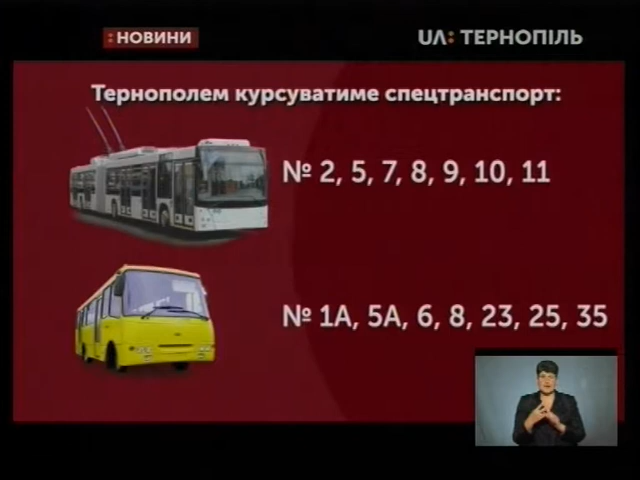 :НОВИНИ
UA: ТЕРНОПІЛЬ
Тернополем курсуватиме спецтранспорт:
№ 2, 5, 7, 8, 9, 10, 11
№ 1А, 5А, 6, 8, 23, 25, 35